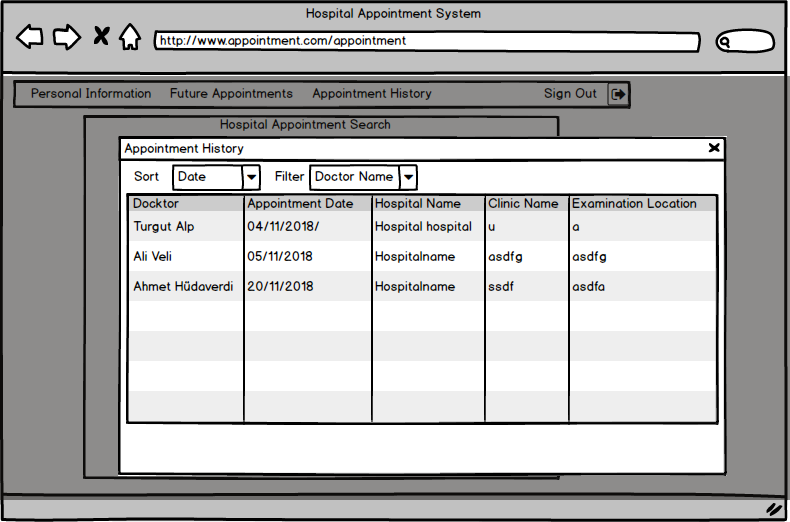 Hospital Appointment System
http://www.appointment.com/appointment
Personal Information Future Appointments Appointment History Sign Out
Hospital Appointment Search
Appointment History
Sort Date Filter Doctor Name
Docktor Appointment Date Hospital Name Clinic Name Examination Location
Turgut Alp 04/11/2018/ Hospital hospital u a
Ali Veli 05/11/2018 Hospitalname asdfg asdfg
Ahmet Hüdaverdi 20/11/2018 Hospitalname ssdf asdfa